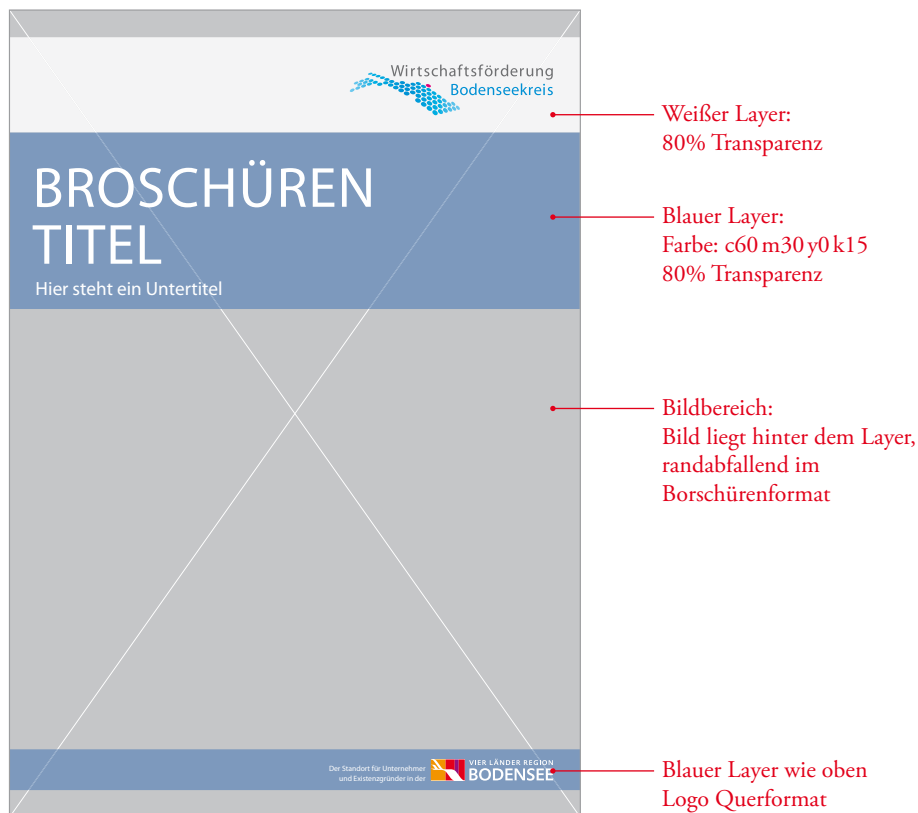 Wirtschaftsförderung
Bodenseekreis
BROSCHÜREN
TITEL
Hier steht ein Untertitel
Weißer Layer:
80% Transparenz
Blauer Layer:
Farbe: c60 m30 y0 k15
80% Transparenz
Bildbereich:
Bild liegt hinter dem Layer,
randabfallend im
Borschürenformat
Der Standort für Unternehmer
und Existenzgründer in der
VIER LÄNDER REGION
BODENSEE
Blauer Layer wie oben
Logo Querformat